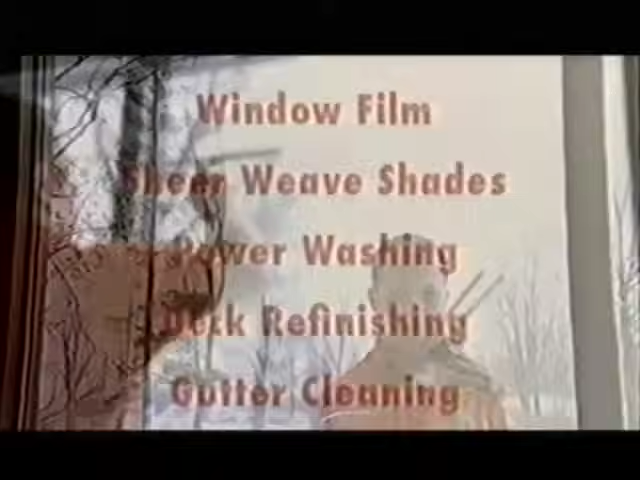 Window Film
Sheer Weave Shades
Power Washing
Deck Refinishing
Gutter Cleaning